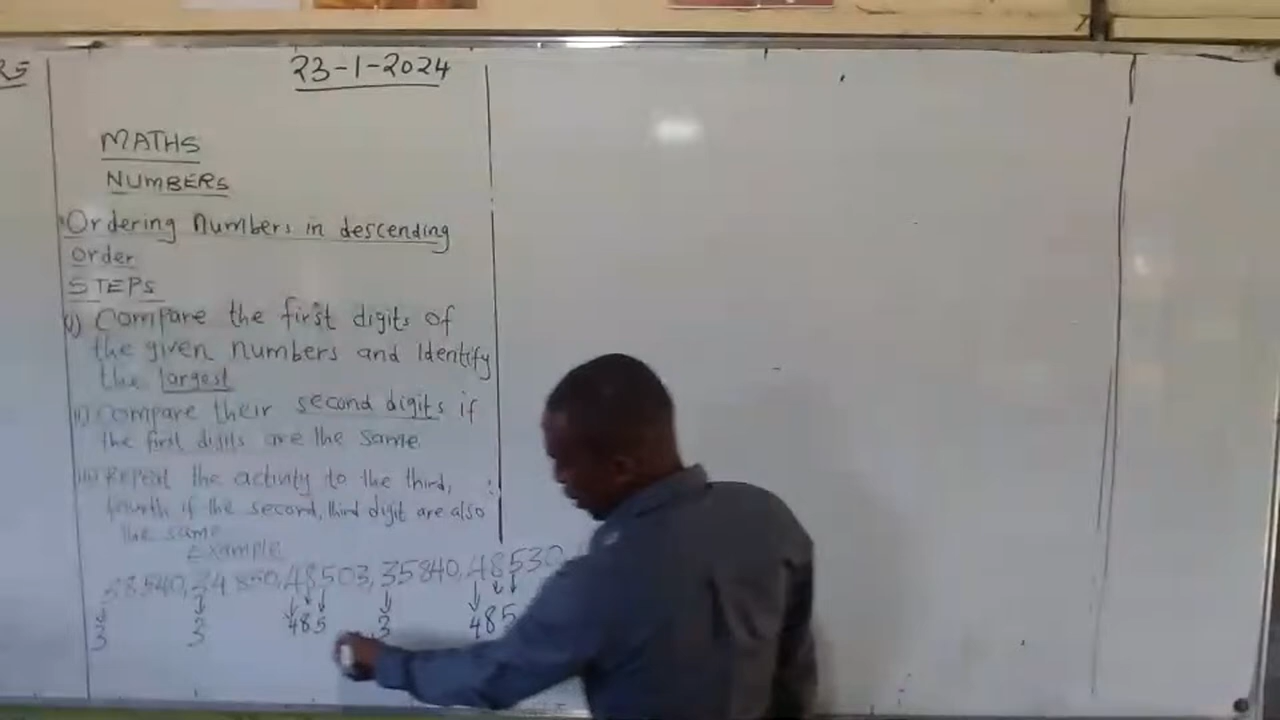 RS
23-1-2024
MATHS
NUMBERS
Ordering numbers in descending
order
STEPS
i) Compare the first digits of
the given numbers and Identify
the largest
ii) Compare their second digits if
the first digits are the same
iii) Repeat the activity to the third,
fourth if the second, third digit are also
the same
Example
38540, 34850, 48503, 35840, 48530
3 3 485 3 485